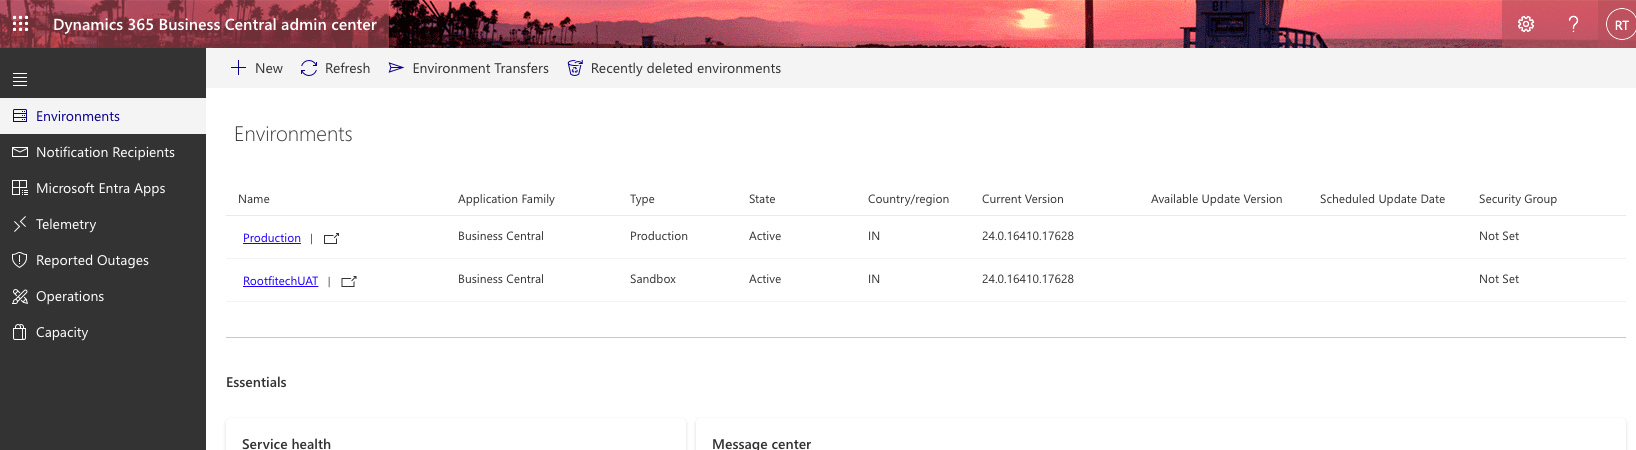 Dynamics 365 Business Central admin center
RT
New Refresh Environment Transfers Recently deleted environments
Environments
Notification Recipients
Microsoft Entra Apps
Telemetry
Reported Outages
Operations
Capacity
Environments
Name Application Family Type State Country/region Current Version Available Update Version Scheduled Update Date Security Group
Production | Business Central Production Active IN 24.0.16410.17628 Not Set
RootfitechUAT | Business Central Sandbox Active IN 24.0.16410.17628 Not Set
Essentials
Service health Message center